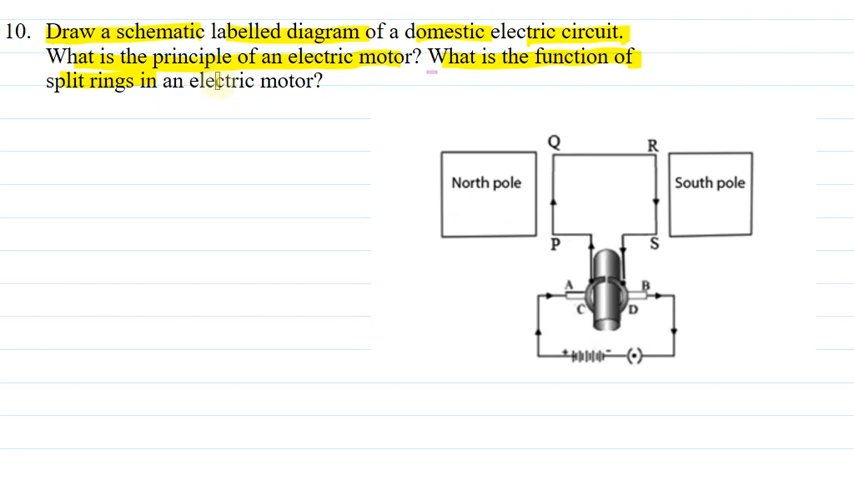 10. Draw a schematic labelled diagram of a domestic electric circuit.
What is the principle of an electric motor? What is the function of
split rings in an electric motor?
Q R
North pole South pole
P S
A B
C D
+ -